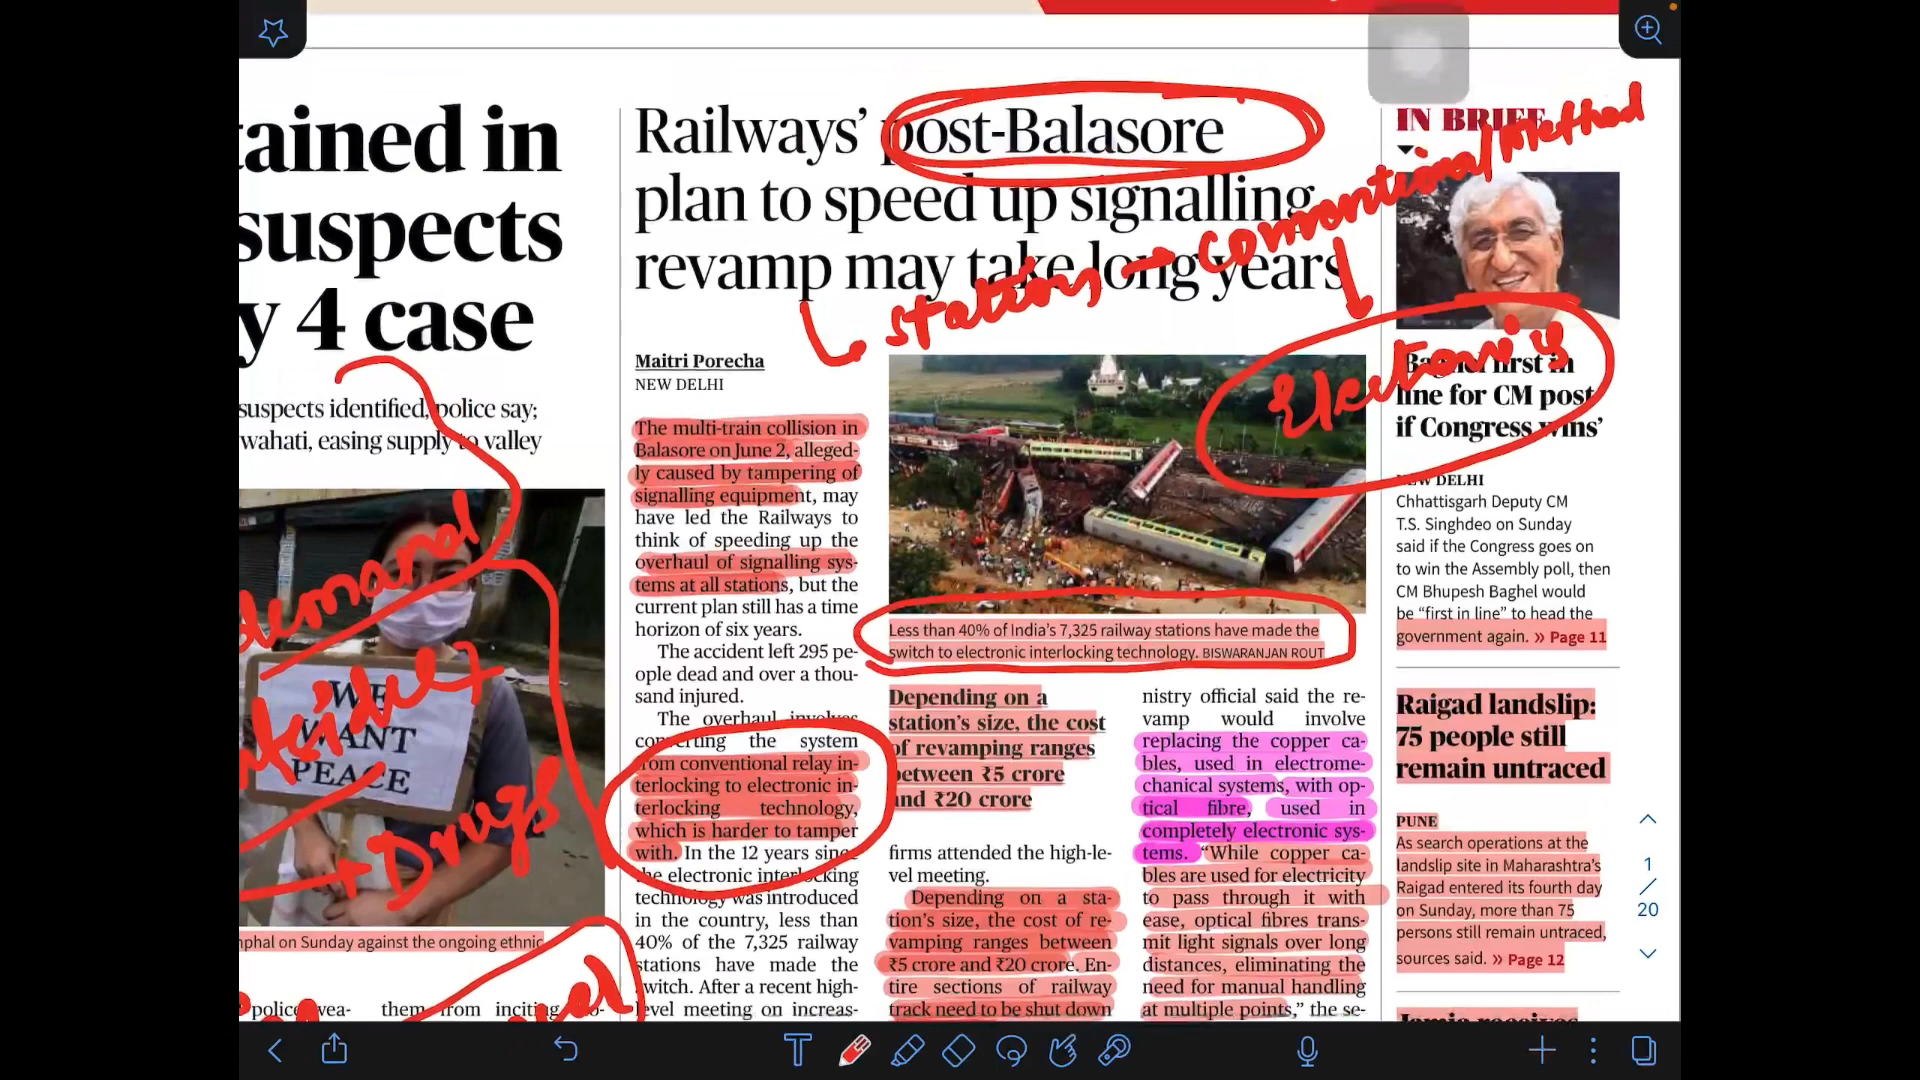 tained in
suspects
y 4 case
suspects identified, police say;
wahati, easing supply to valley
demand
WE
WANT
PEACE
+ Drugs
mphal on Sunday against the ongoing ethnic
police wea-
them from inciting
Railways' post-Balasore
plan to speed up signalling
revamp may take long years
stations → conventional method
Electronic
Maitri Porecha
NEW DELHI
The multi-train collision in
Balasore on June 2, alleged-
ly caused by tampering of
signalling equipment, may
have led the Railways to
think of speeding up the
overhaul of signalling sys-
tems at all stations, but the
current plan still has a time
horizon of six years.
The accident left 295 pe-
ople dead and over a thou-
sand injured.
The overhaul involves
converting the system
from conventional relay in-
terlocking to electronic in-
terlocking technology,
which is harder to tamper
with. In the 12 years since
the electronic interlocking
technology was introduced
in the country, less than
40% of the 7,325 railway
stations have made the
switch. After a recent high-
level meeting on increas-
Less than 40% of India's 7,325 railway stations have made the
switch to electronic interlocking technology. BISWARANJAN ROUT
Depending on a
station's size, the cost
of revamping ranges
between ₹5 crore
and ₹20 crore
firms attended the high-le-
vel meeting.
Depending on a sta-
tion's size, the cost of re-
vamping ranges between
₹5 crore and ₹20 crore. En-
tire sections of railway
track need to be shut down
nistry official said the re-
vamp would involve
replacing the copper ca-
bles, used in electrome-
chanical systems, with op-
tical fibre, used in
completely electronic sys-
tems. "While copper ca-
bles are used for electricity
to pass through it with
ease, optical fibres trans-
mit light signals over long
distances, eliminating the
need for manual handling
at multiple points," the se-
IN BRIEF
'Baghel first in
line for CM post
if Congress wins'
NEW DELHI
Chhattisgarh Deputy CM
T.S. Singhdeo on Sunday
said if the Congress goes on
to win the Assembly poll, then
CM Bhupesh Baghel would
be "first in line" to head the
government again. » Page 11
Raigad landslip:
75 people still
remain untraced
PUNE
As search operations at the
landslip site in Maharashtra's
Raigad entered its fourth day
on Sunday, more than 75
persons still remain untraced,
sources said. » Page 12
Jamia receives
1
/
20
T